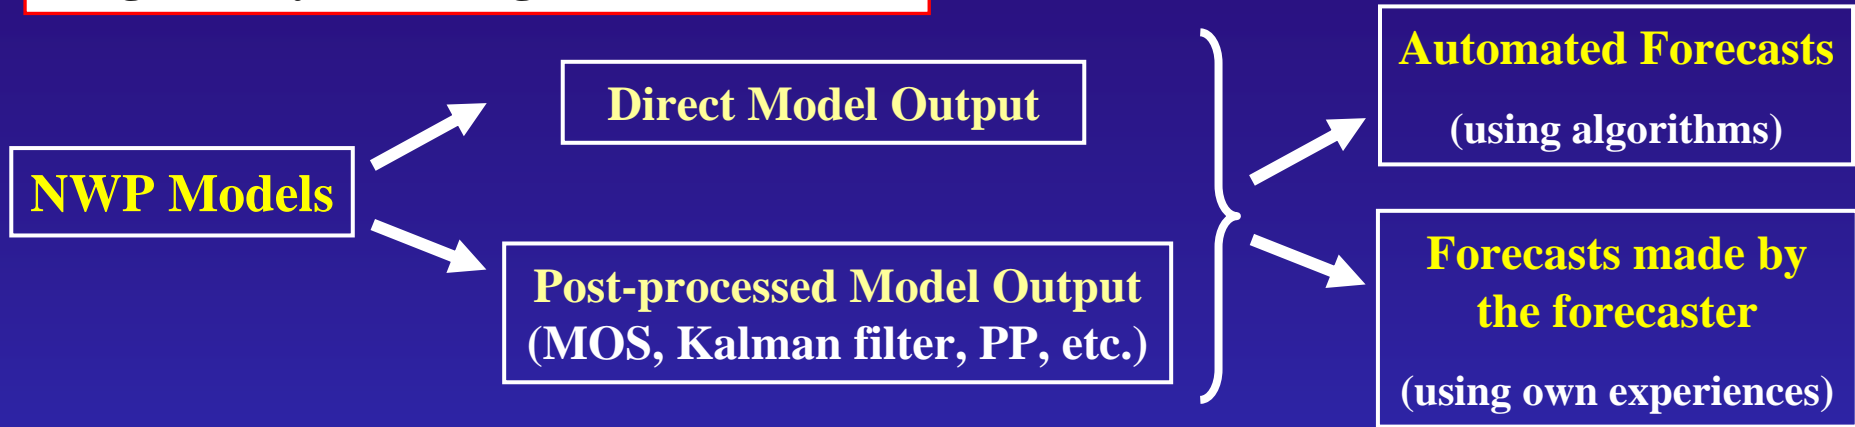 NWP Models
Direct Model Output
Post-processed Model Output
(MOS, Kalman filter, PP, etc.)
Automated Forecasts
(using algorithms)
Forecasts made by
the forecaster
(using own experiences)